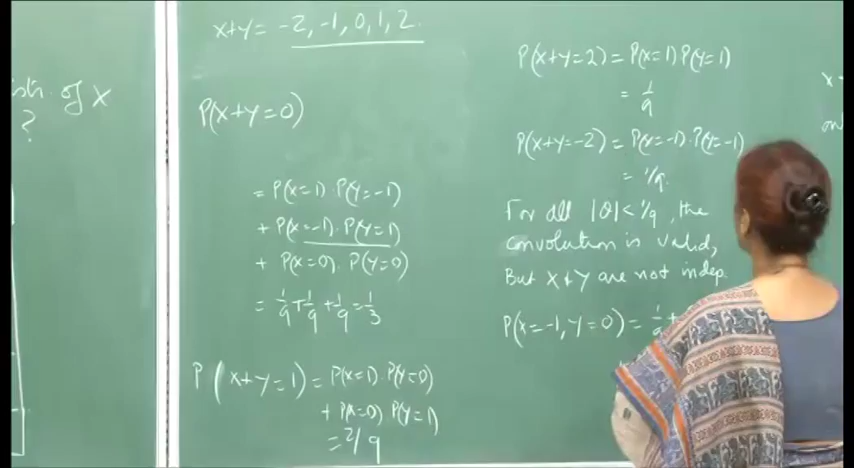 of X
?
X+Y = -2, -1, 0, 1, 2.
P(X+Y=0)
= P(X=1)·P(Y=-1)
+ P(X=-1)·P(Y=1)
+ P(X=0)·P(Y=0)
= 1/9 + 1/9 + 1/9 = 1/3
P(X+Y=1) = P(X=1)·P(Y=0)
+ P(X=0) P(Y=1)
= 2/9
P(X+Y=2) = P(X=1) P(Y=1)
= 1/9
P(X+Y=-2) = P(X=-1)·P(Y=-1)
= 1/9.
For all |θ| < 1/9, the
convolution is valid,
But X+Y are not indep.
P(X=-1, Y=0) =